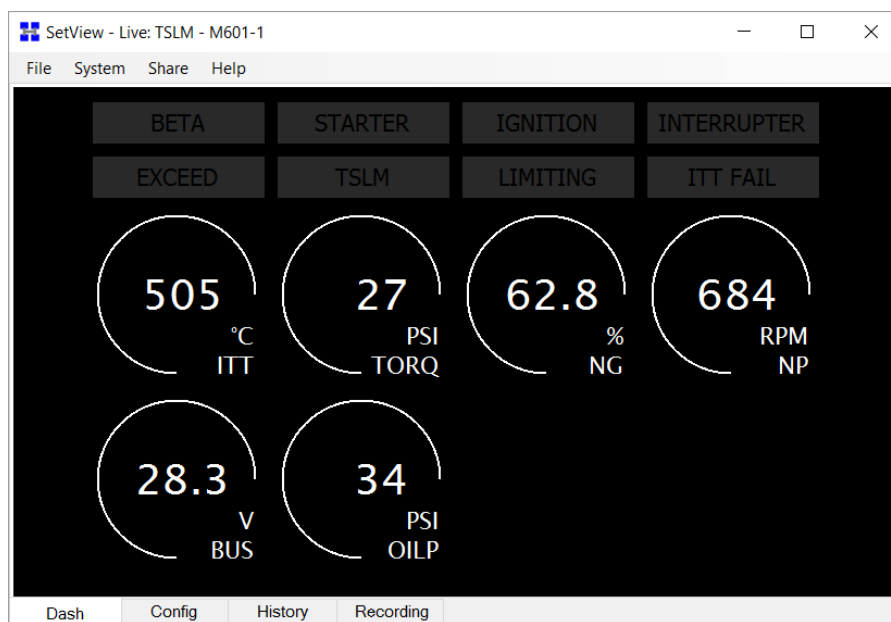 SetView - Live: TSLM - M601-1
File System Share Help
BETA STARTER IGNITION INTERRUPTER
EXCEED TSLM LIMITING ITT FAIL
505 27 62.8 684
°C PSI % RPM
ITT TORQ NG NP
28.3 34
V PSI
BUS OILP
Dash Config History Recording